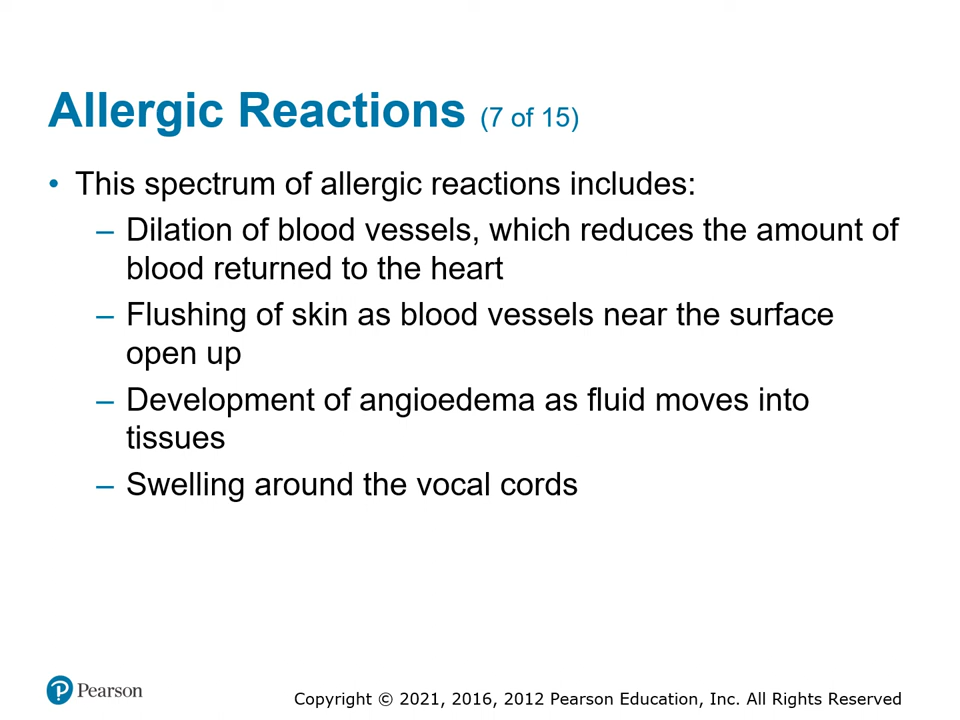 Allergic Reactions (7 of 15)
• This spectrum of allergic reactions includes:
– Dilation of blood vessels, which reduces the amount of
blood returned to the heart
– Flushing of skin as blood vessels near the surface
open up
– Development of angioedema as fluid moves into
tissues
– Swelling around the vocal cords
Pearson
Copyright © 2021, 2016, 2012 Pearson Education, Inc. All Rights Reserved